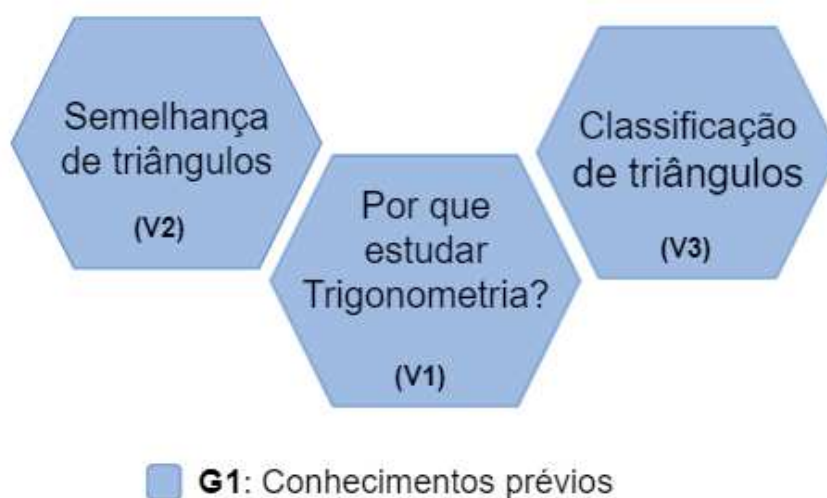 Semelhança
de triângulos
(V2)
Por que
estudar
Trigonometria?
(V1)
Classificação
de triângulos
(V3)
G1: Conhecimentos prévios